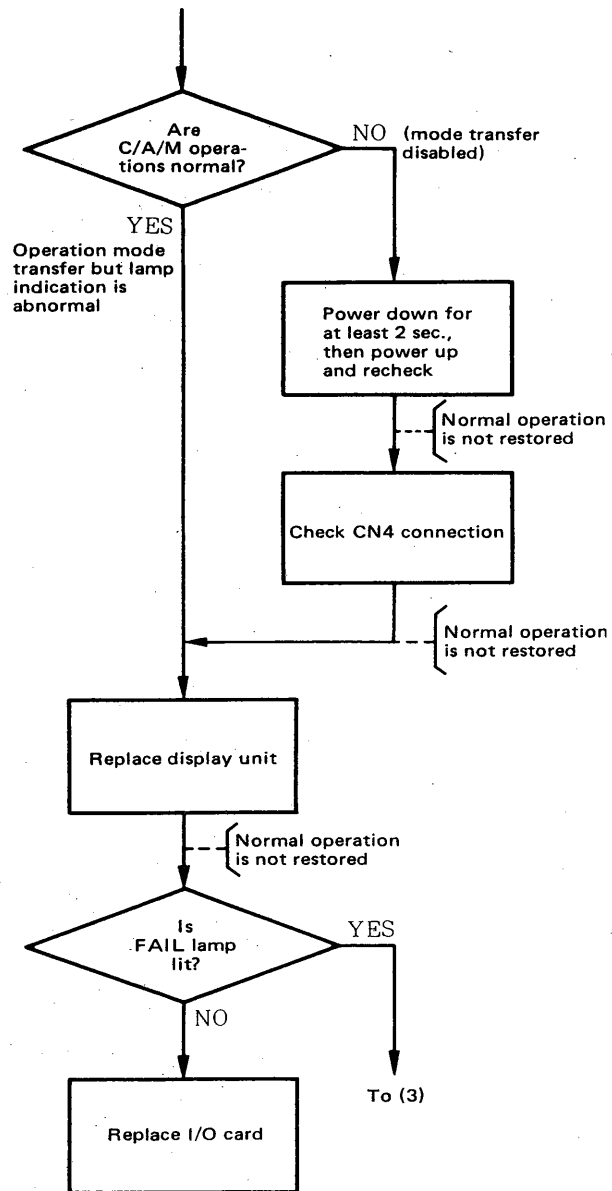 Are
C/A/M opera-
tions normal?
NO (mode transfer
disabled)
YES
Operation mode
transfer but lamp
indication is
abnormal
Power down for
at least 2 sec.,
then power up
and recheck
Normal operation
is not restored
Check CN4 connection
Normal operation
is not restored
Replace display unit
Normal operation
is not restored
Is
FAIL lamp
lit?
YES
NO
To (3)
Replace I/O card